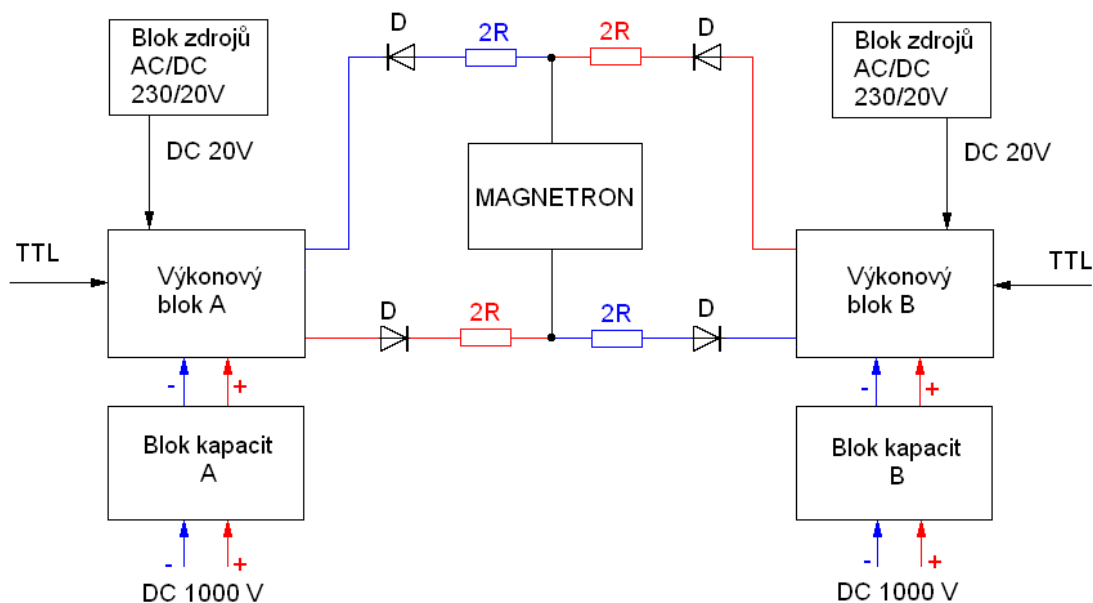 Blok zdrojů
AC/DC
230/20V
D
2R
2R
D
Blok zdrojů
AC/DC
230/20V
DC 20V
DC 20V
MAGNETRON
TTL
TTL
Výkonový
blok A
Výkonový
blok B
D
2R
2R
D
-
+
-
+
Blok kapacit
A
Blok kapacit
B
-
+
-
+
DC 1000 V
DC 1000 V